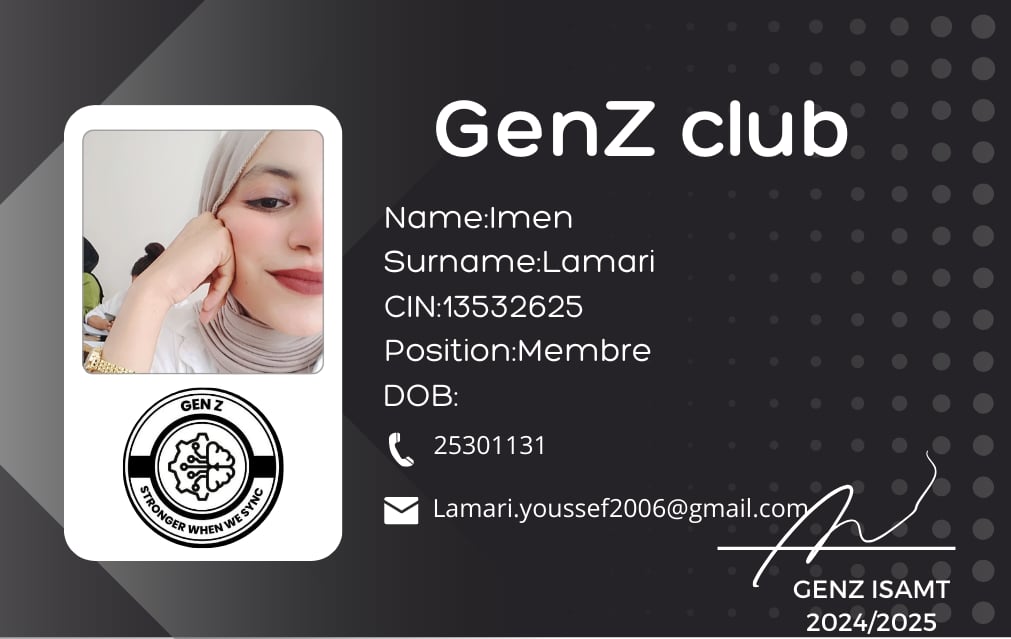 GenZ club
Name:Imen
Surname:Lamari
CIN:13532625
Position:Membre
DOB:
25301131
Lamari.youssef2006@gmail.com
GEN Z
STRONGER WHEN WE SYNC
GENZ ISAMT
2024/2025